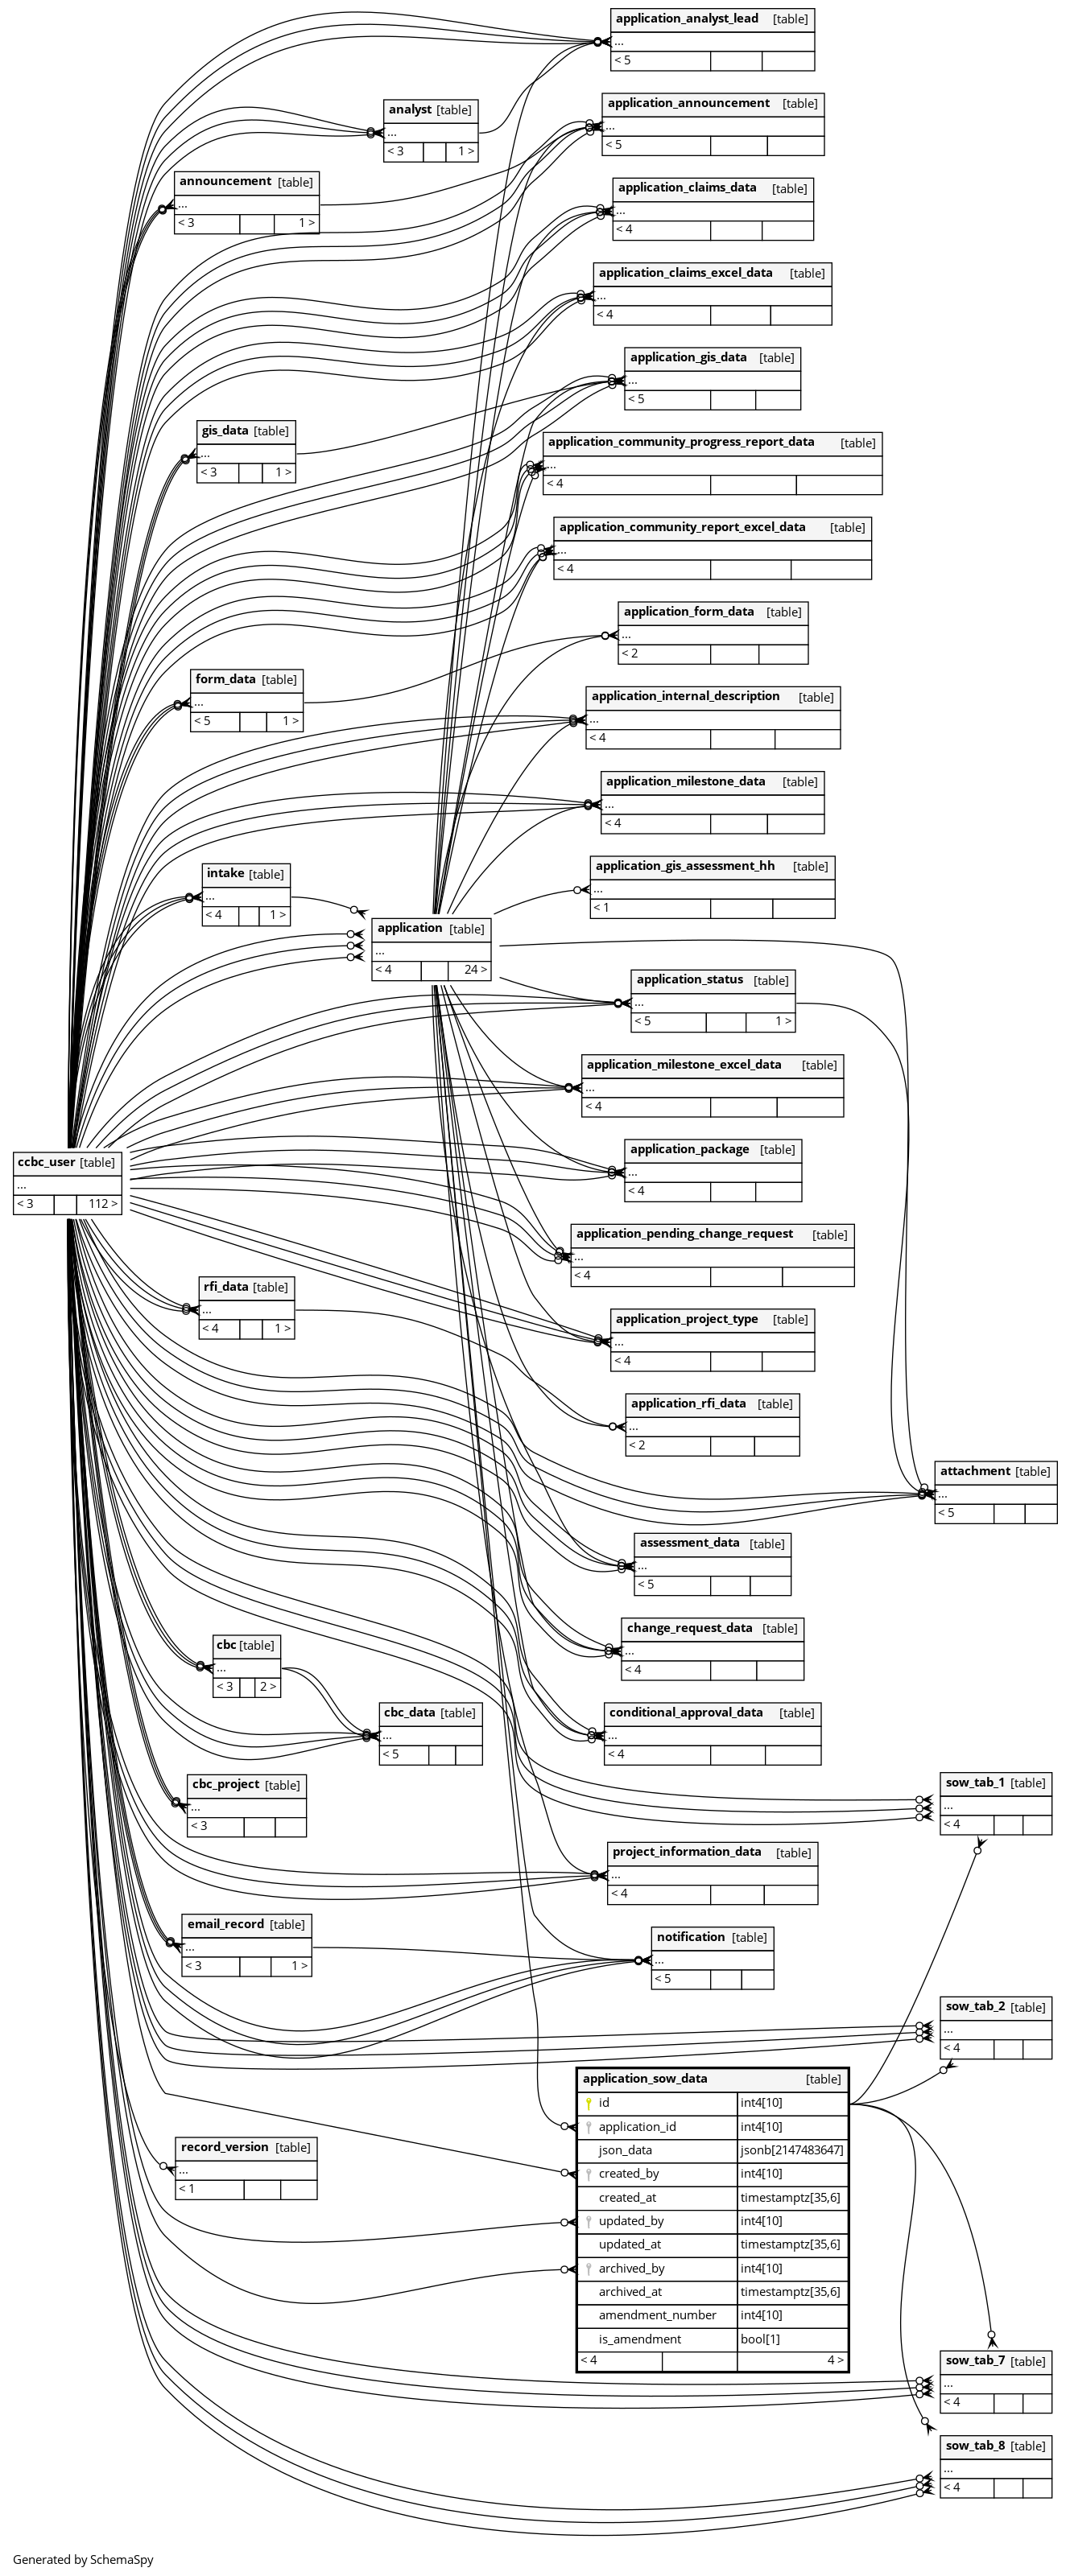 application_analyst_lead [table]
...
< 5
analyst [table]
...
< 3 1 >
application_announcement [table]
...
< 5
announcement [table]
...
< 3 1 >
application_claims_data [table]
...
< 4
application_claims_excel_data [table]
...
< 4
application_gis_data [table]
...
< 5
gis_data [table]
...
< 3 1 >
application_community_progress_report_data [table]
...
< 4
application_community_report_excel_data [table]
...
< 4
application_form_data [table]
...
< 2
form_data [table]
...
< 5 1 >
application_internal_description [table]
...
< 4
application_milestone_data [table]
...
< 4
application_gis_assessment_hh [table]
...
< 1
intake [table]
...
< 4 1 >
application [table]
...
< 4 24 >
application_status [table]
...
< 5 1 >
application_milestone_excel_data [table]
...
< 4
application_package [table]
...
< 4
ccbc_user [table]
...
< 3 112 >
application_pending_change_request [table]
...
< 4
rfi_data [table]
...
< 4 1 >
application_project_type [table]
...
< 4
application_rfi_data [table]
...
< 2
attachment [table]
...
< 5
assessment_data [table]
...
< 5
change_request_data [table]
...
< 4
cbc [table]
...
< 3 2 >
cbc_data [table]
...
< 5
conditional_approval_data [table]
...
< 4
cbc_project [table]
...
< 3
sow_tab_1 [table]
...
< 4
project_information_data [table]
...
< 4
email_record [table]
...
< 3 1 >
notification [table]
...
< 5
sow_tab_2 [table]
...
< 4
application_sow_data [table]
id int4[10]
application_id int4[10]
json_data jsonb[2147483647]
created_by int4[10]
created_at timestamptz[35,6]
updated_by int4[10]
updated_at timestamptz[35,6]
archived_by int4[10]
archived_at timestamptz[35,6]
amendment_number int4[10]
is_amendment bool[1]
< 4 4 >
record_version [table]
...
< 1
sow_tab_7 [table]
...
< 4
sow_tab_8 [table]
...
< 4
Generated by SchemaSpy